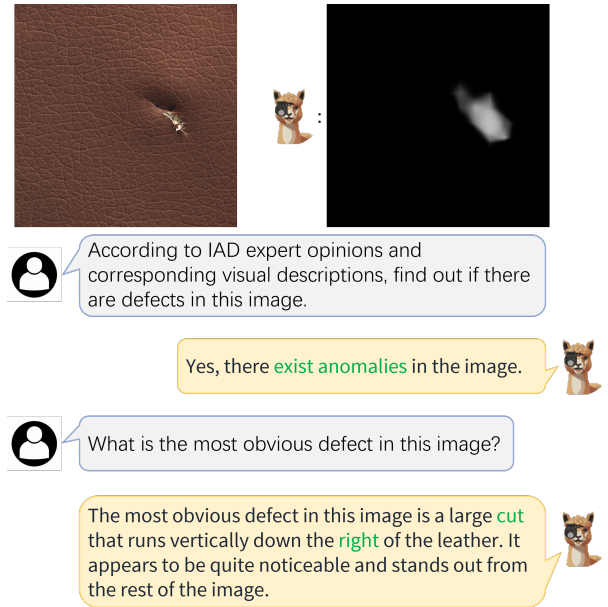 :
According to IAD expert opinions and
corresponding visual descriptions, find out if there
are defects in this image.
Yes, there exist anomalies in the image.
What is the most obvious defect in this image?
The most obvious defect in this image is a large cut
that runs vertically down the right of the leather. It
appears to be quite noticeable and stands out from
the rest of the image.